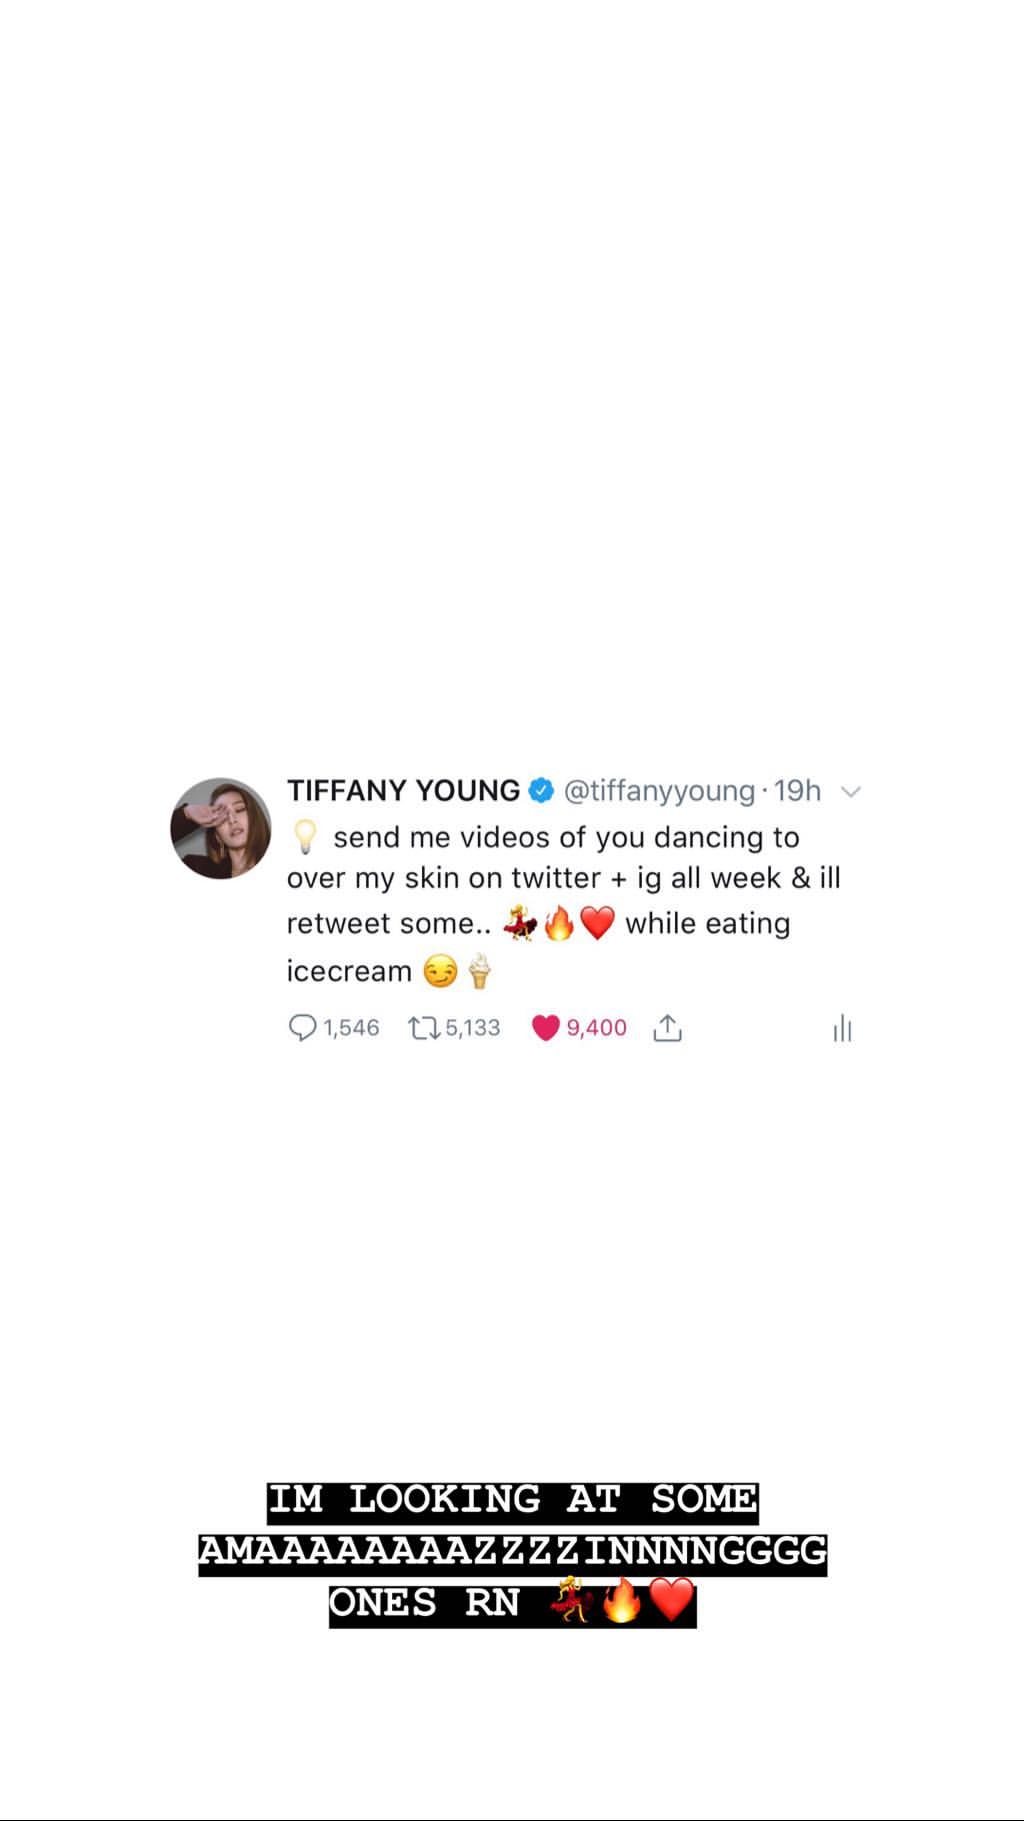 TIFFANY YOUNG @tiffanyyoung · 19h
💡 send me videos of you dancing to
over my skin on twitter + ig all week & ill
retweet some.. 💃🔥❤️ while eating
icecream 😏🍦
1,546 5,133 9,400
IM LOOKING AT SOME
AMAAAAAAAAZZZZINNNNGGGG
ONES RN 💃🔥❤️